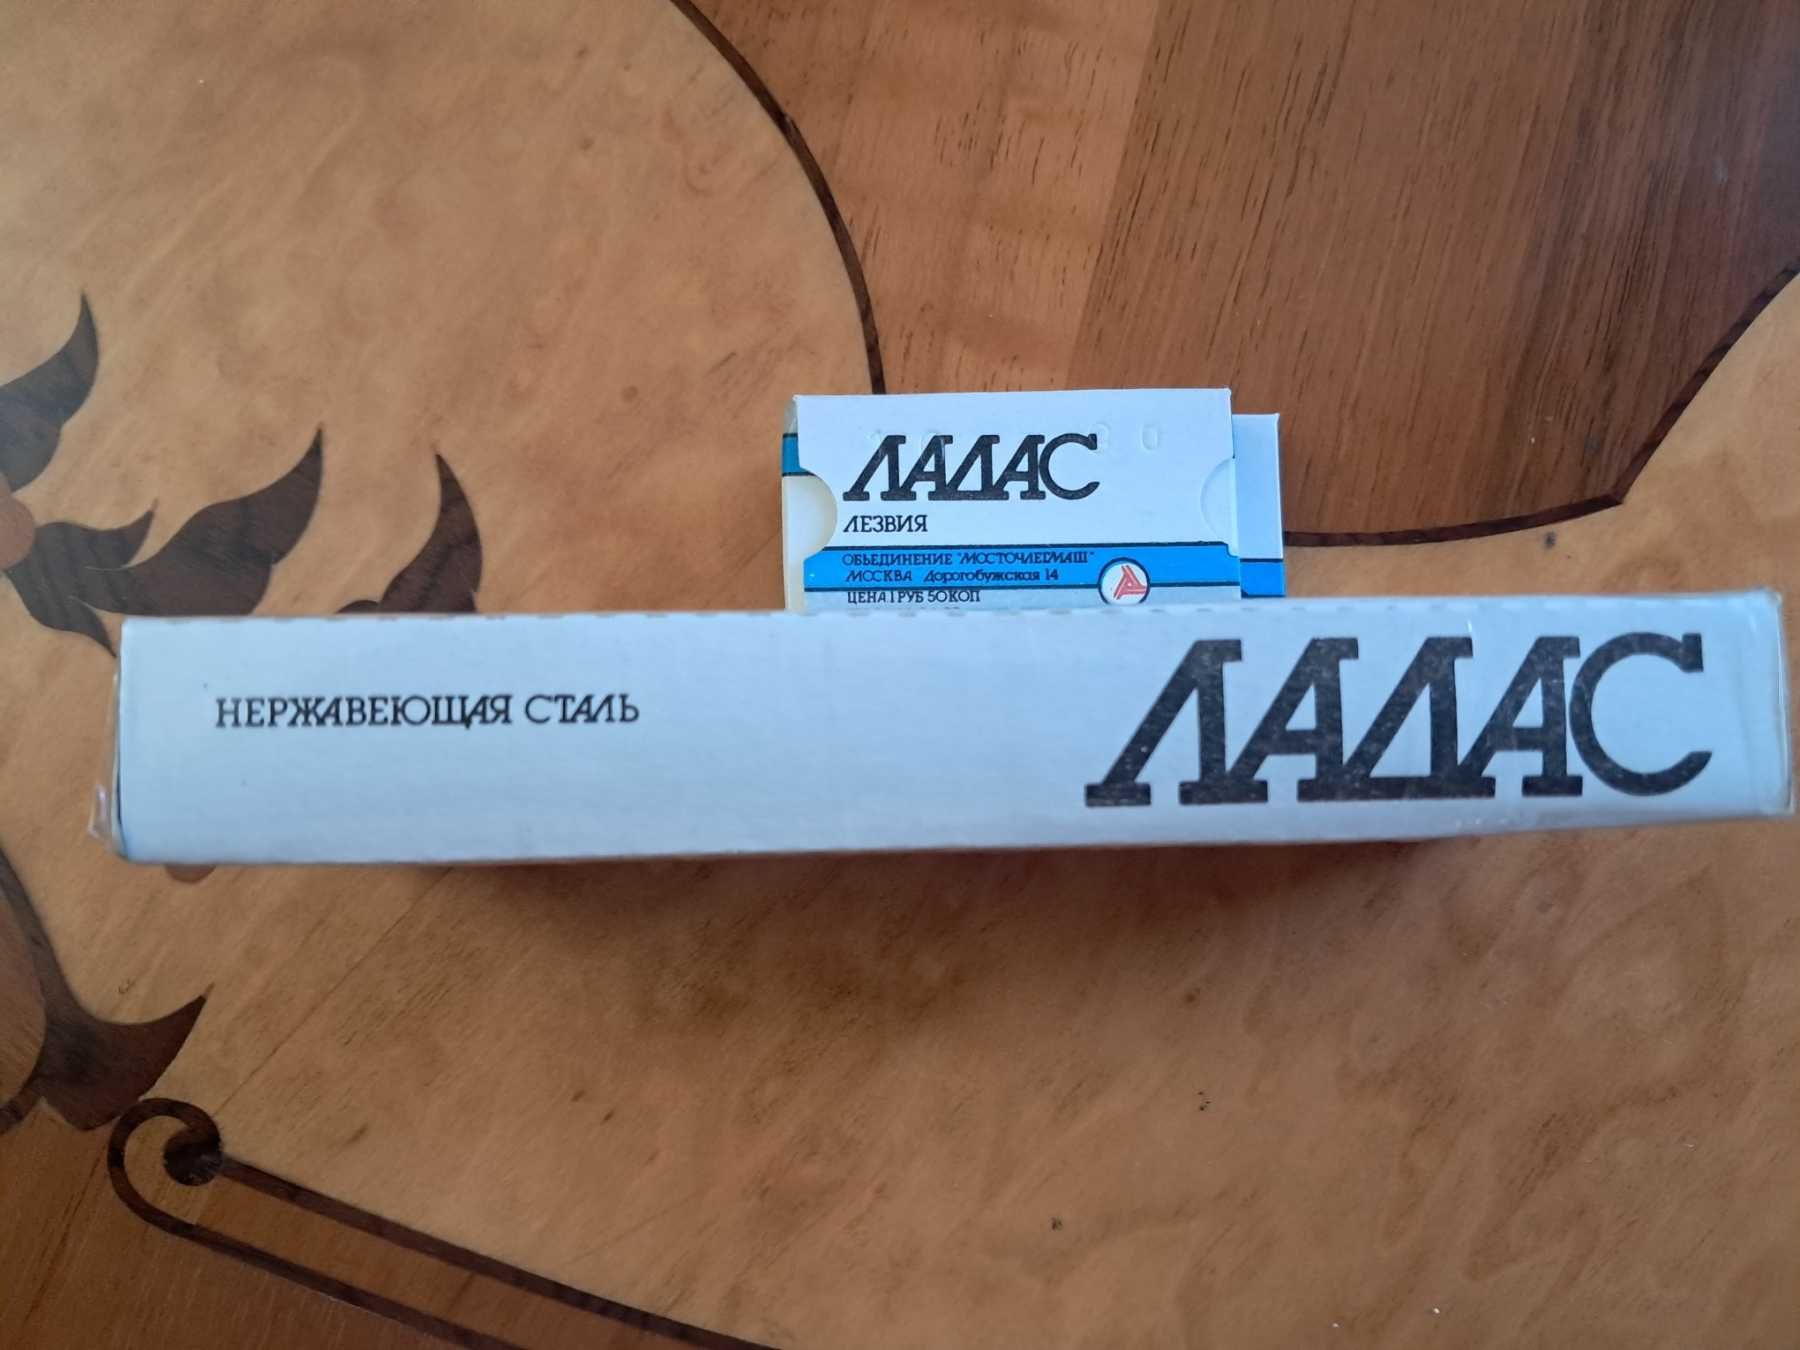 ЛАДАС
ЛЕЗВИЯ
ОБЪЕДИНЕНИЕ "МОСТОЧЛЕГМАШ"
МОСКВА Дорогобужская 14
ЦЕНА 1 РУБ 50 КОП
НЕРЖАВЕЮЩАЯ СТАЛЬ
ЛАДАС